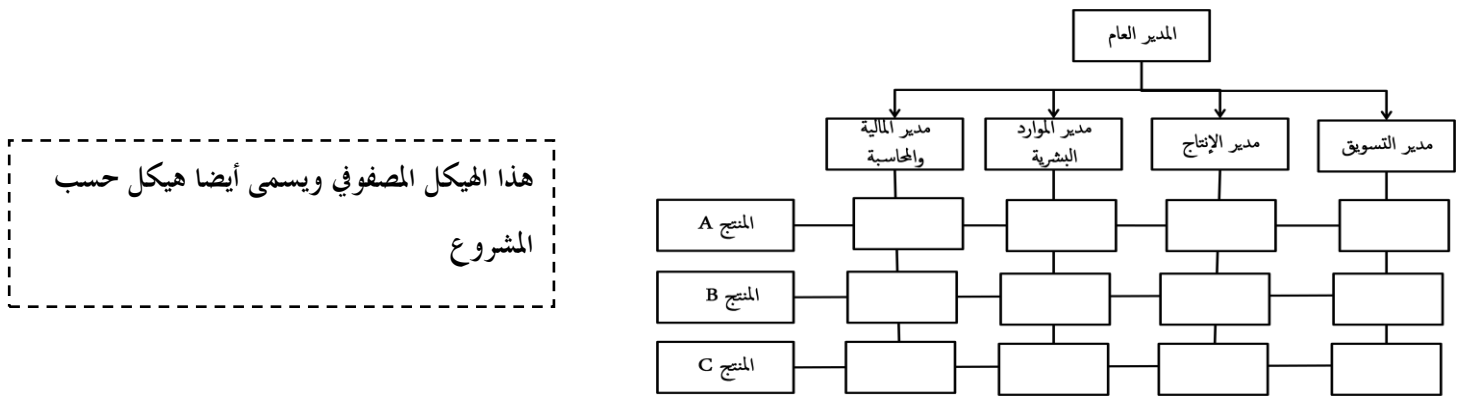 المدير العام
مدير التسويق
مدير الإنتاج
مدير الموارد
البشرية
مدير المالية
والمحاسبة
المنتج A
المنتج B
المنتج C
هذا الهيكل المصفوفي ويسمى أيضا هيكل حسب
المشروع